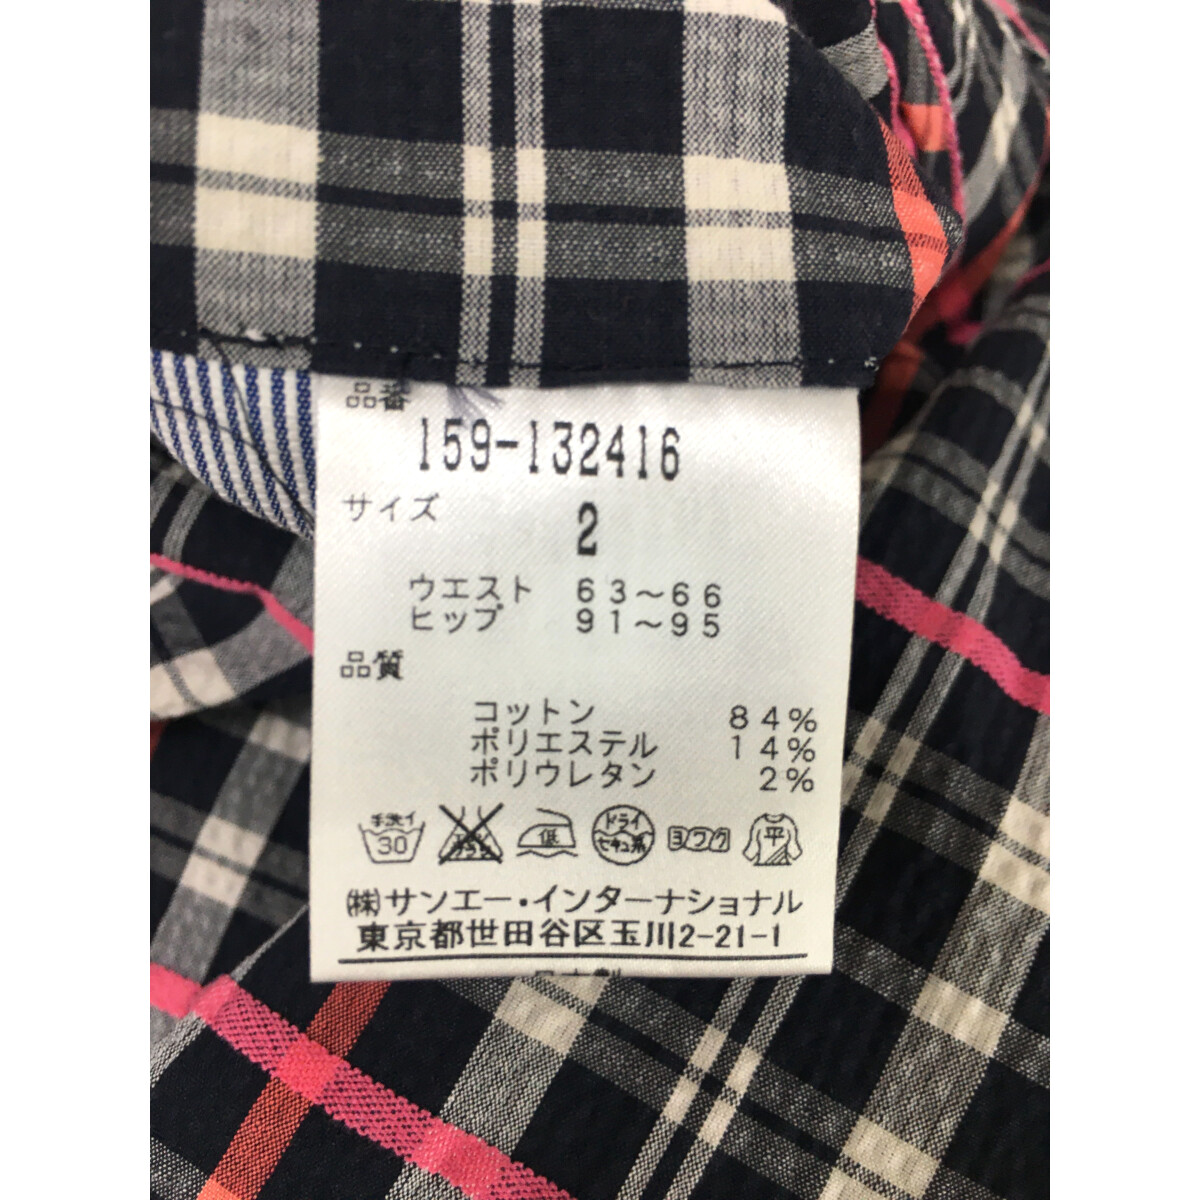 品番
159-132416
サイズ 2
ウエスト 63～66
ヒップ 91～95
品質
コットン 84%
ポリエステル 14%
ポリウレタン 2%
手洗イ 30 低 ドライ セキュ系 ヨワク 平
㈱サンエー・インターナショナル
東京都世田谷区玉川2-21-1